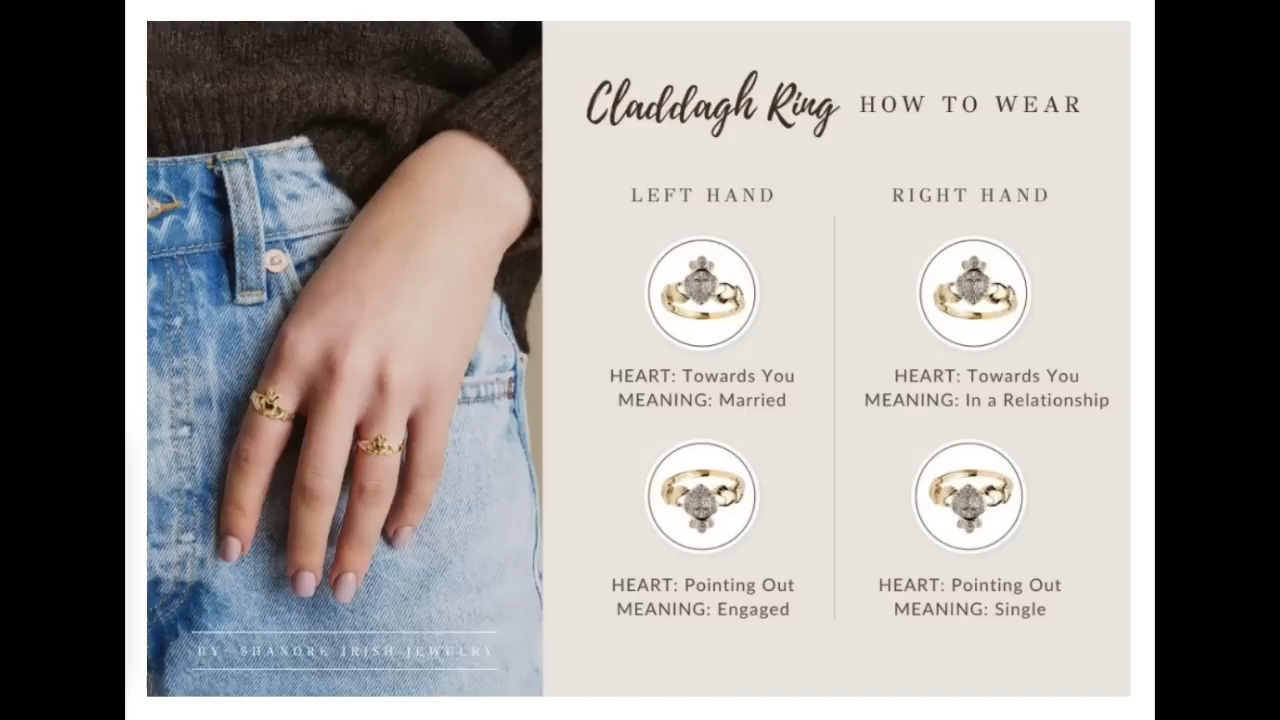 Claddagh Ring HOW TO WEAR
LEFT HAND
RIGHT HAND
HEART: Towards You
MEANING: Married
HEART: Towards You
MEANING: In a Relationship
HEART: Pointing Out
MEANING: Engaged
HEART: Pointing Out
MEANING: Single
BY- SHANORE IRISH JEWELRY